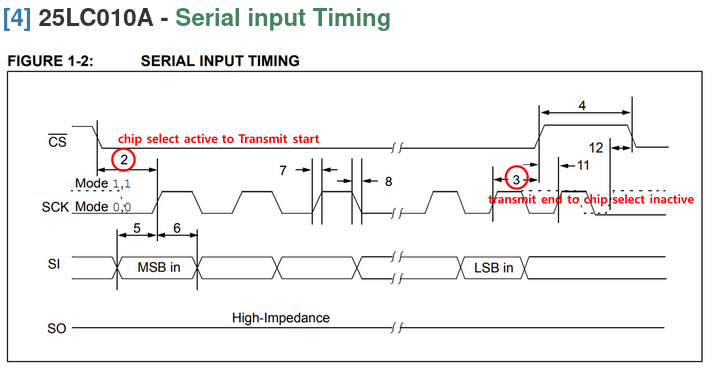 [4] 25LC010A - Serial input Timing
FIGURE 1-2: SERIAL INPUT TIMING
4
CS
chip select active to Transmit start
12
2
7
11
3
8
Mode 1,1
SCK Mode 0,0
transmit end to chip select inactive
5 6
SI
MSB in
LSB in
High-Impedance
SO